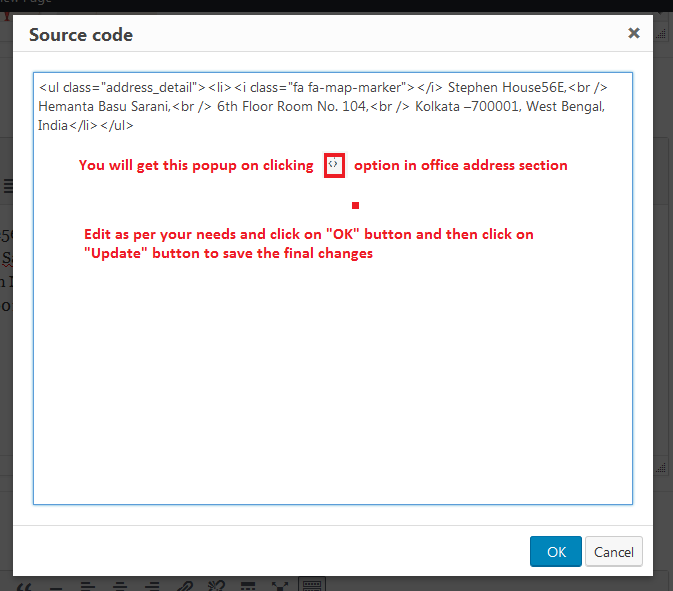 Source code
<ul class="address_detail"><li><i class="fa fa-map-marker"></i> Stephen House56E,<br />
Hemanta Basu Sarani,<br /> 6th Floor Room No. 104,<br /> Kolkata –700001, West Bengal,
India</li></ul>
You will get this popup on clicking <> option in office address section
Edit as per your needs and click on "OK" button and then click on
"Update" button to save the final changes
OK Cancel